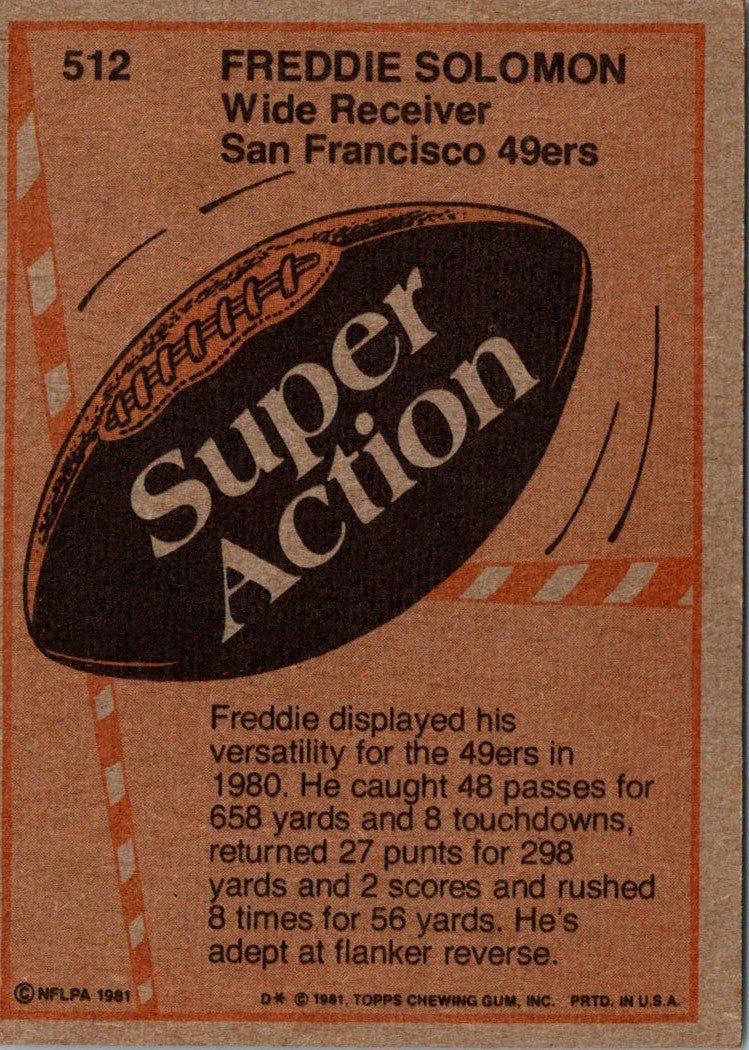 512
FREDDIE SOLOMON
Wide Receiver
San Francisco 49ers
Super
Action
Freddie displayed his
versatility for the 49ers in
1980. He caught 48 passes for
658 yards and 8 touchdowns,
returned 27 punts for 298
yards and 2 scores and rushed
8 times for 56 yards. He's
adept at flanker reverse.
© NFLPA 1981
D* © 1981, TOPPS CHEWING GUM, INC. PRTD. IN U.S.A.